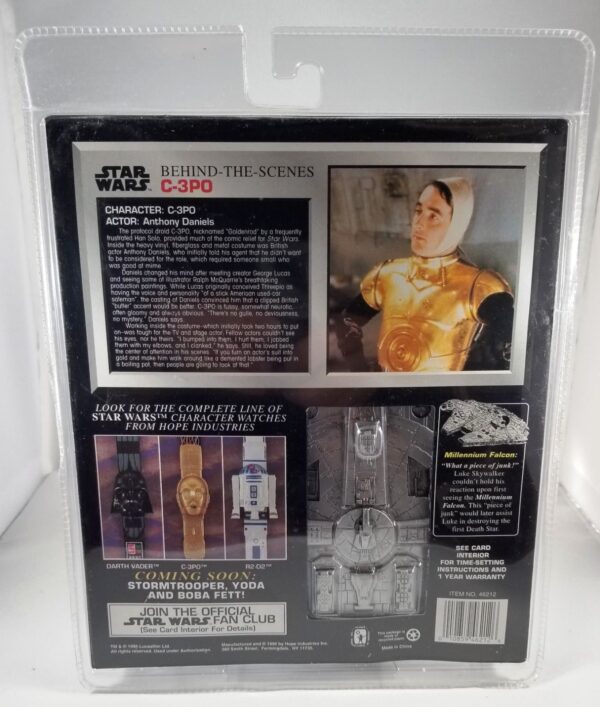 STAR WARS™
BEHIND-THE-SCENES
C-3PO
CHARACTER: C-3PO
ACTOR: Anthony Daniels
The protocol droid C-3PO, nicknamed "Goldenrod" by a frequently
frustrated Han Solo, provided much of the comic relief for Star Wars.
Inside the heavy vinyl, fiberglass and metal costume was British
actor Anthony Daniels, who initially told his agent that he didn't want
to be considered for the role, which required someone small who
was good at mime.
Daniels changed his mind after meeting creator George Lucas
and seeing some of illustrator Ralph McQuarrie's breathtaking
production paintings. While Lucas originally conceived Threepio as
having the voice and personality "of a slick American used-car
salesman", the casting of Daniels convinced him that a clipped British
"butler" accent would be better. C-3PO is fussy, somewhat neurotic,
often gloomy and always obvious. "There's no guile, no deviousness,
no mystery," Daniels says.
Working inside the costume-which initially took two hours to put
on-was tough for the TV and stage actor. Fellow actors couldn't see
his eyes, nor he theirs. "I bumped into them, I hurt them, I jabbed
them with my elbows, and I clanked," he says. Still, he loved being
the center of attention in his scenes. "If you turn an actor's suit into
gold and make him walk around like a demented lobster being put in
a boiling pot, then people are going to look at that."
LOOK FOR THE COMPLETE LINE OF
STAR WARS™ CHARACTER WATCHES
FROM HOPE INDUSTRIES
DARTH VADER™ C-3PO™ R2-D2™
COMING SOON:
STORMTROOPER, YODA
AND BOBA FETT!
JOIN THE OFFICIAL
STAR WARS FAN CLUB
(See Card Interior For Details)
Millennium Falcon:
"What a piece of junk!"
Luke Skywalker
couldn't hold his
reaction upon first
seeing the Millennium
Falcon. This "piece of
junk" would later assist
Luke in destroying the
first Death Star.
SEE CARD
INTERIOR
FOR TIME-SETTING
INSTRUCTIONS AND
1 YEAR WARRANTY
ITEM NO. 46212
Manufactured and © 1996 by Hope Industries Inc.
Made in China